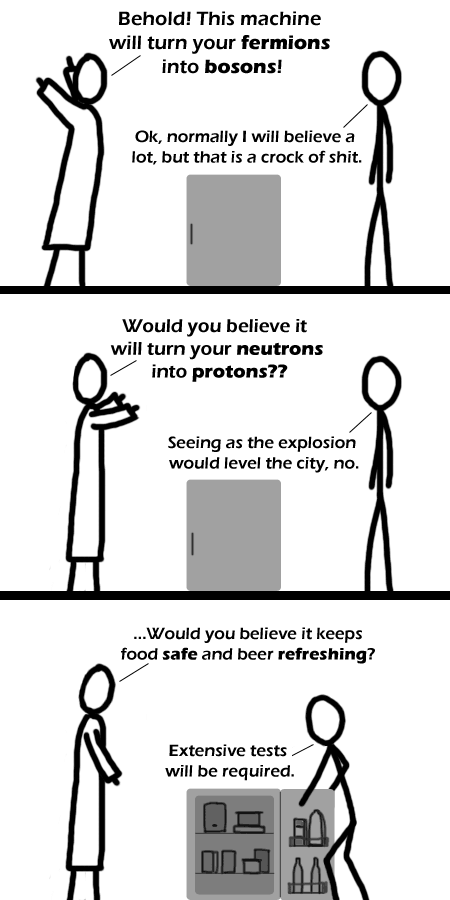 Behold! This machine
will turn your fermions
into bosons!
Ok, normally I will believe a
lot, but that is a crock of shit.
Would you believe it
will turn your neutrons
into protons??
Seeing as the explosion
would level the city, no.
...Would you believe it keeps
food safe and beer refreshing?
Extensive tests
will be required.